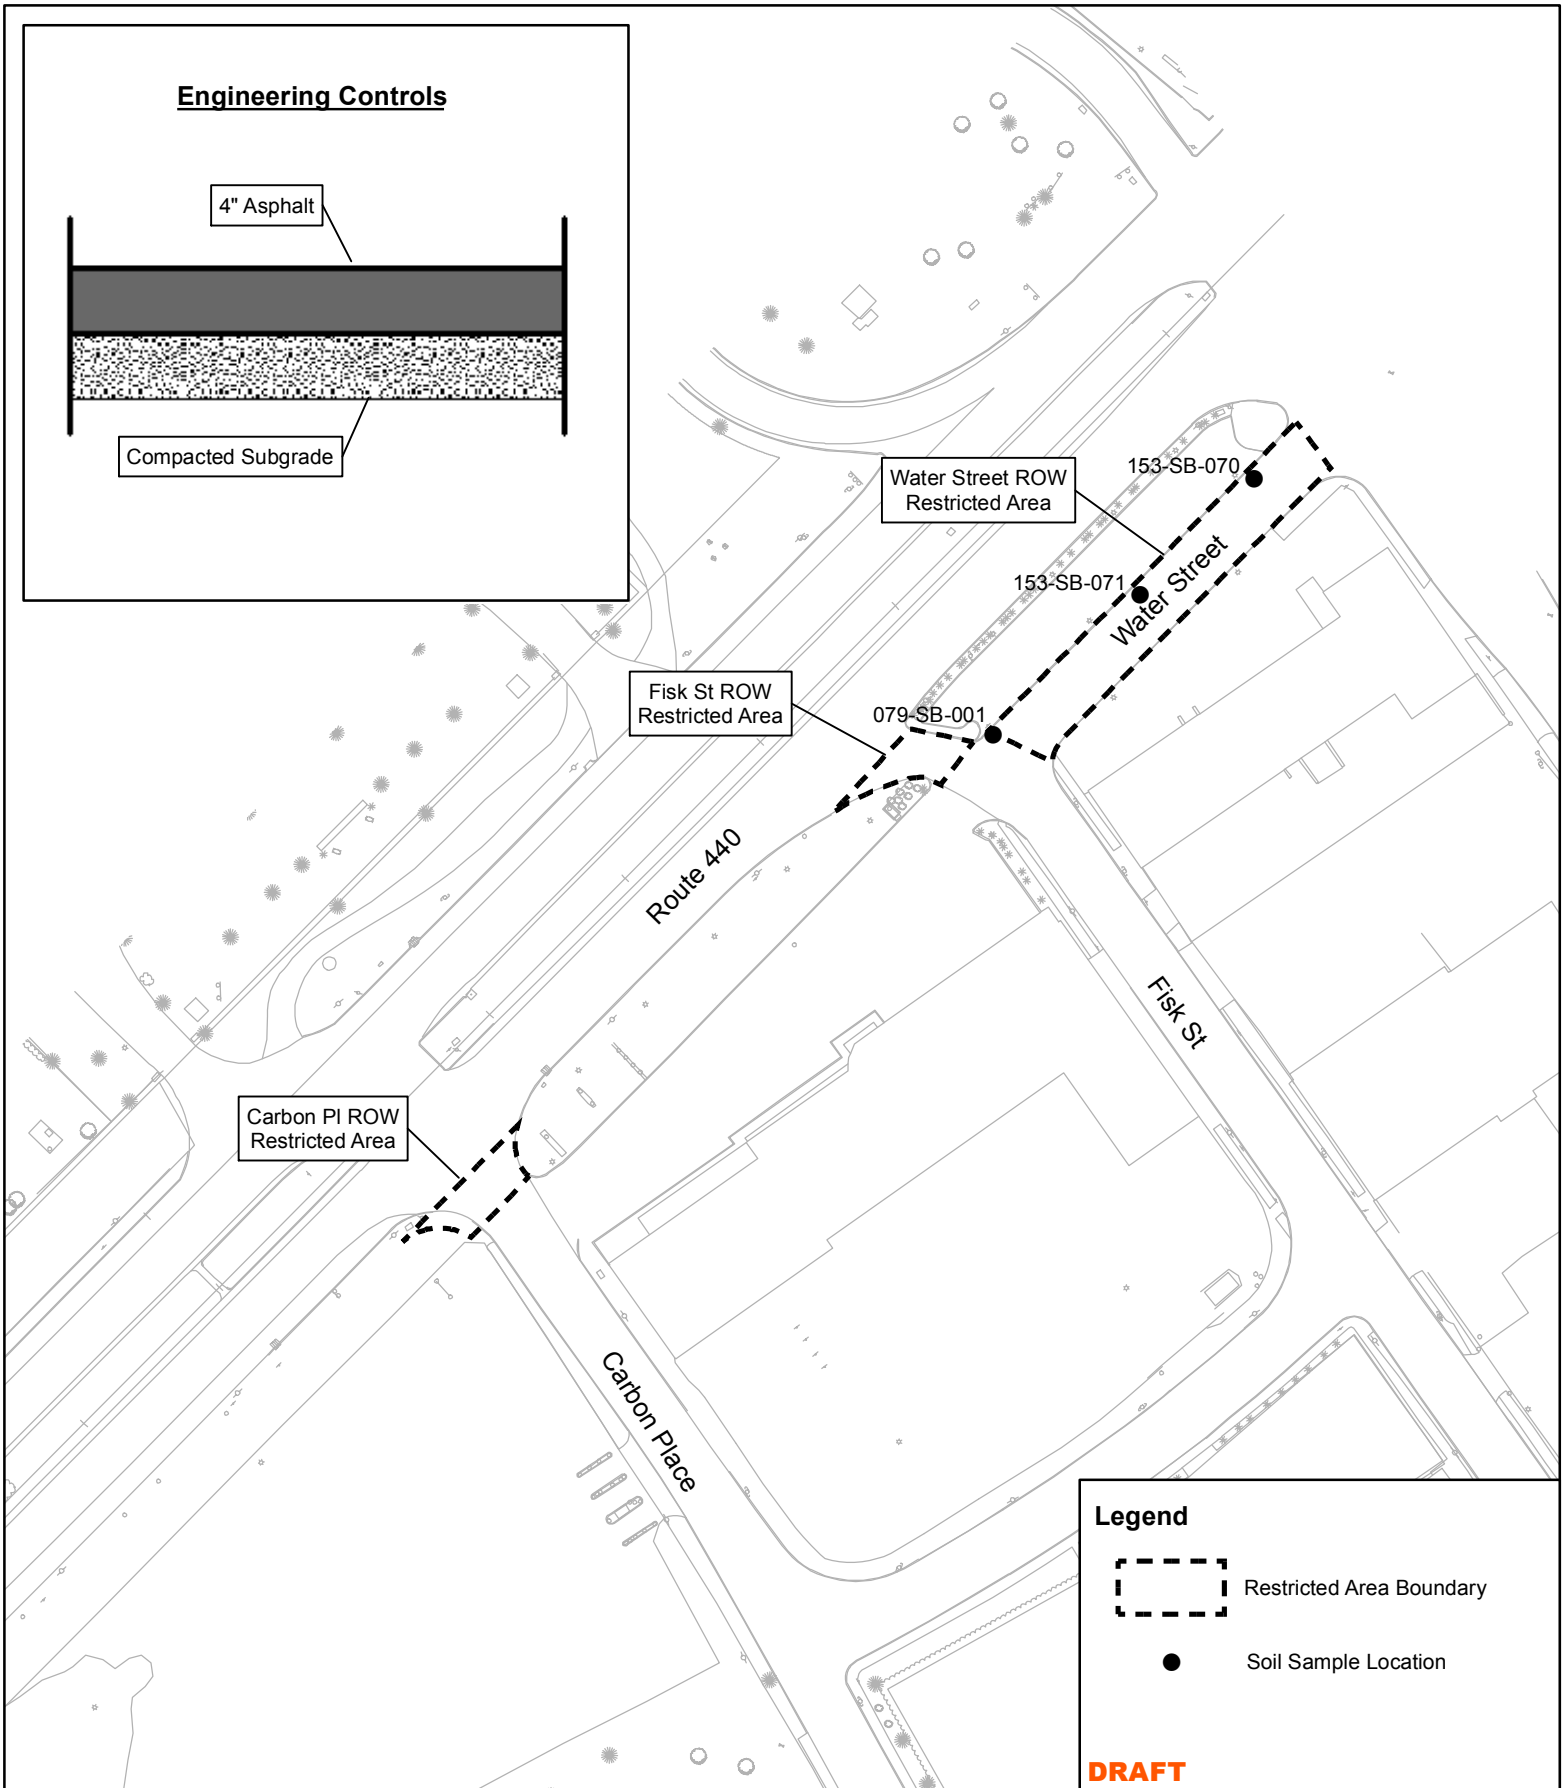 Engineering Controls
4" Asphalt
Compacted Subgrade
Water Street ROW
Restricted Area
153-SB-070
153-SB-071
Water Street
Fisk St ROW
Restricted Area
079-SB-001
Route 440
Fisk St
Carbon Pl ROW
Restricted Area
Carbon Place
Legend
Restricted Area Boundary
Soil Sample Location
DRAFT